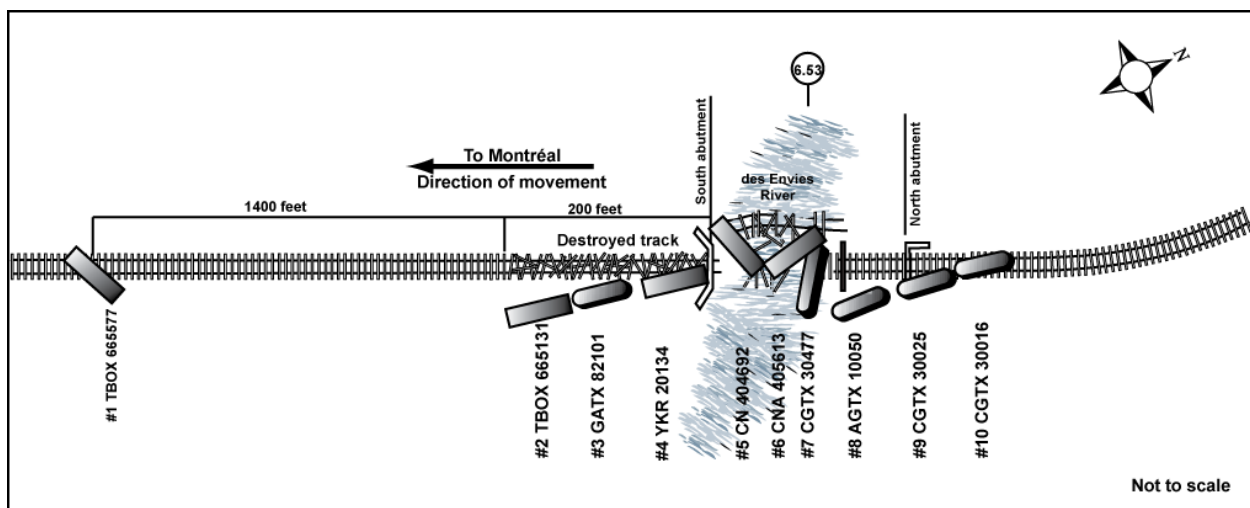 6.53
N
South abutment
North abutment
To Montréal
Direction of movement
des Envies
River
1400 feet
200 feet
Destroyed track
#1 TBOX 665577
#2 TBOX 665131
#3 GATX 82101
#4 YKR 20134
#5 CN 404692
#6 CNA 405613
#7 CGTX 30477
#8 AGTX 10050
#9 CGTX 30025
#10 CGTX 30016
Not to scale